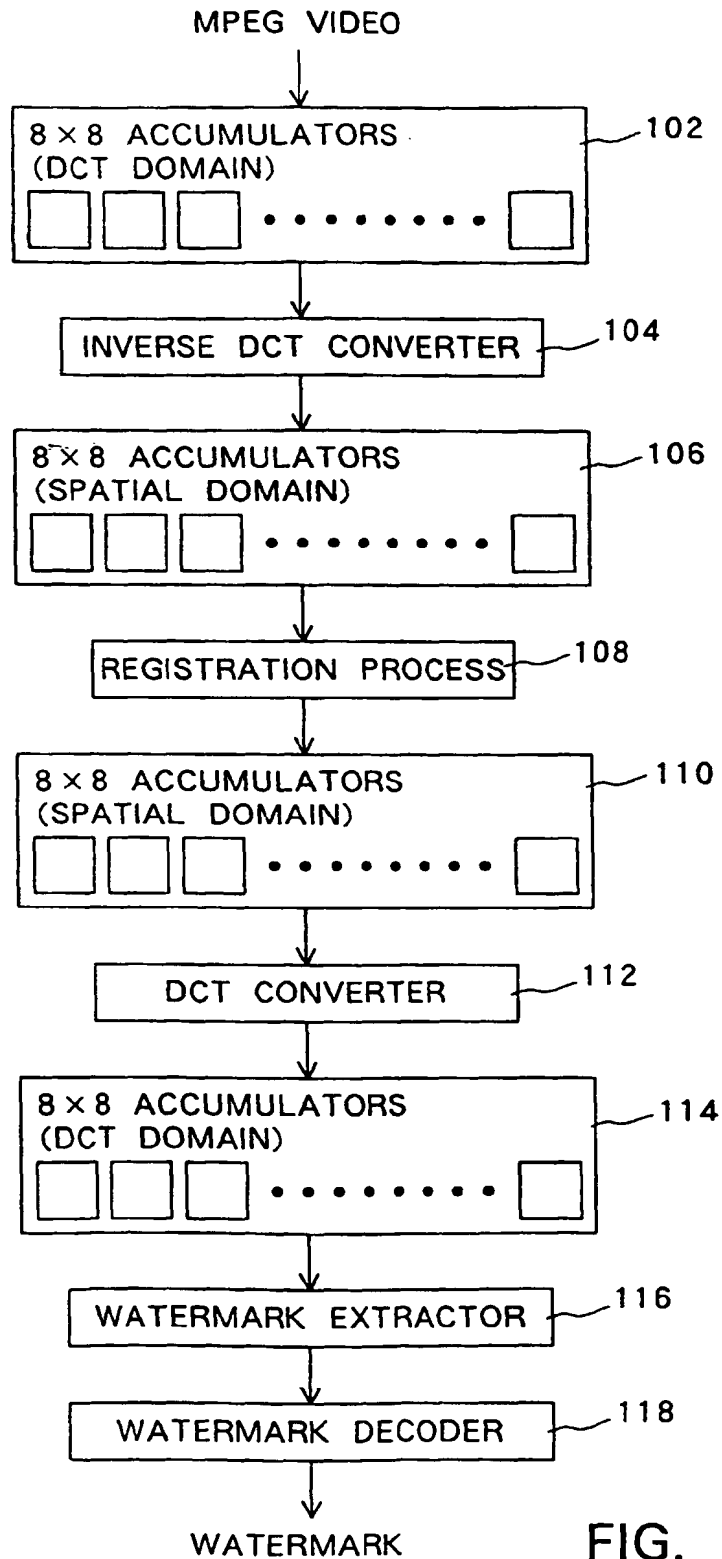 MPEG VIDEO
8 × 8 ACCUMULATORS
(DCT DOMAIN)
102
INVERSE DCT CONVERTER
104
8 × 8 ACCUMULATORS
(SPATIAL DOMAIN)
106
REGISTRATION PROCESS
108
8 × 8 ACCUMULATORS
(SPATIAL DOMAIN)
110
DCT CONVERTER
112
8 × 8 ACCUMULATORS
(DCT DOMAIN)
114
WATERMARK EXTRACTOR
116
WATERMARK DECODER
118
WATERMARK
FIG.